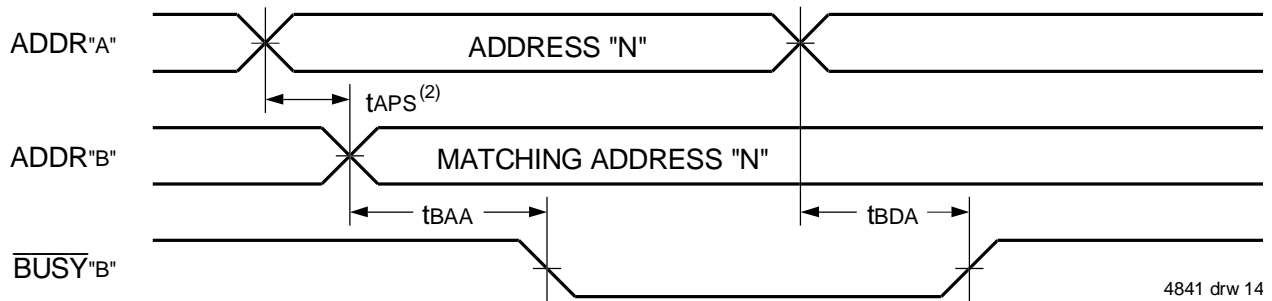 ADDR"A"
ADDRESS "N"
tAPS(2)
ADDR"B"
MATCHING ADDRESS "N"
tBAA
tBDA
BUSY"B"
4841 drw 14